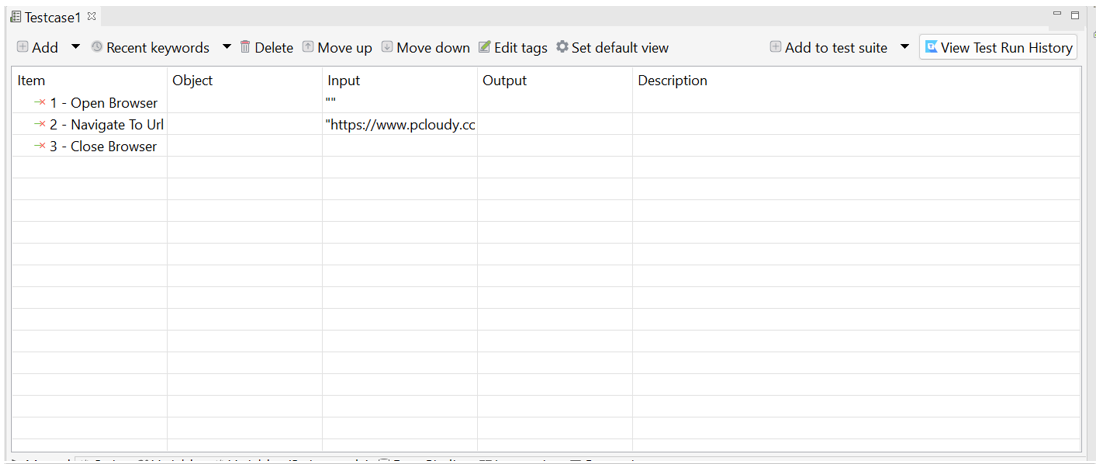 Testcase1
Add Recent keywords Delete Move up Move down Edit tags Set default view Add to test suite View Test Run History
Item Object Input Output Description
1 - Open Browser ""
2 - Navigate To Url "https://www.pcloudy.cc
3 - Close Browser